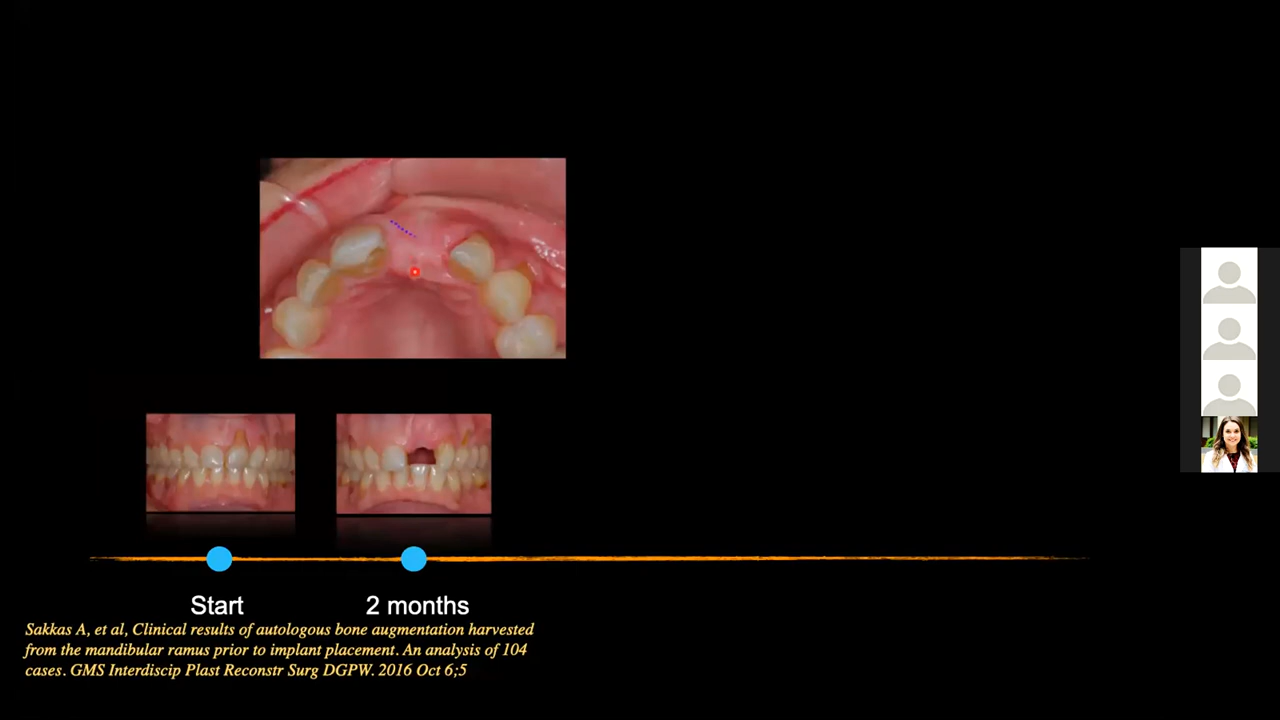 Start
2 months
Sakkas A, et al, Clinical results of autologous bone augmentation harvested
from the mandibular ramus prior to implant placement. An analysis of 104
cases. GMS Interdiscip Plast Reconstr Surg DGPW. 2016 Oct 6;5